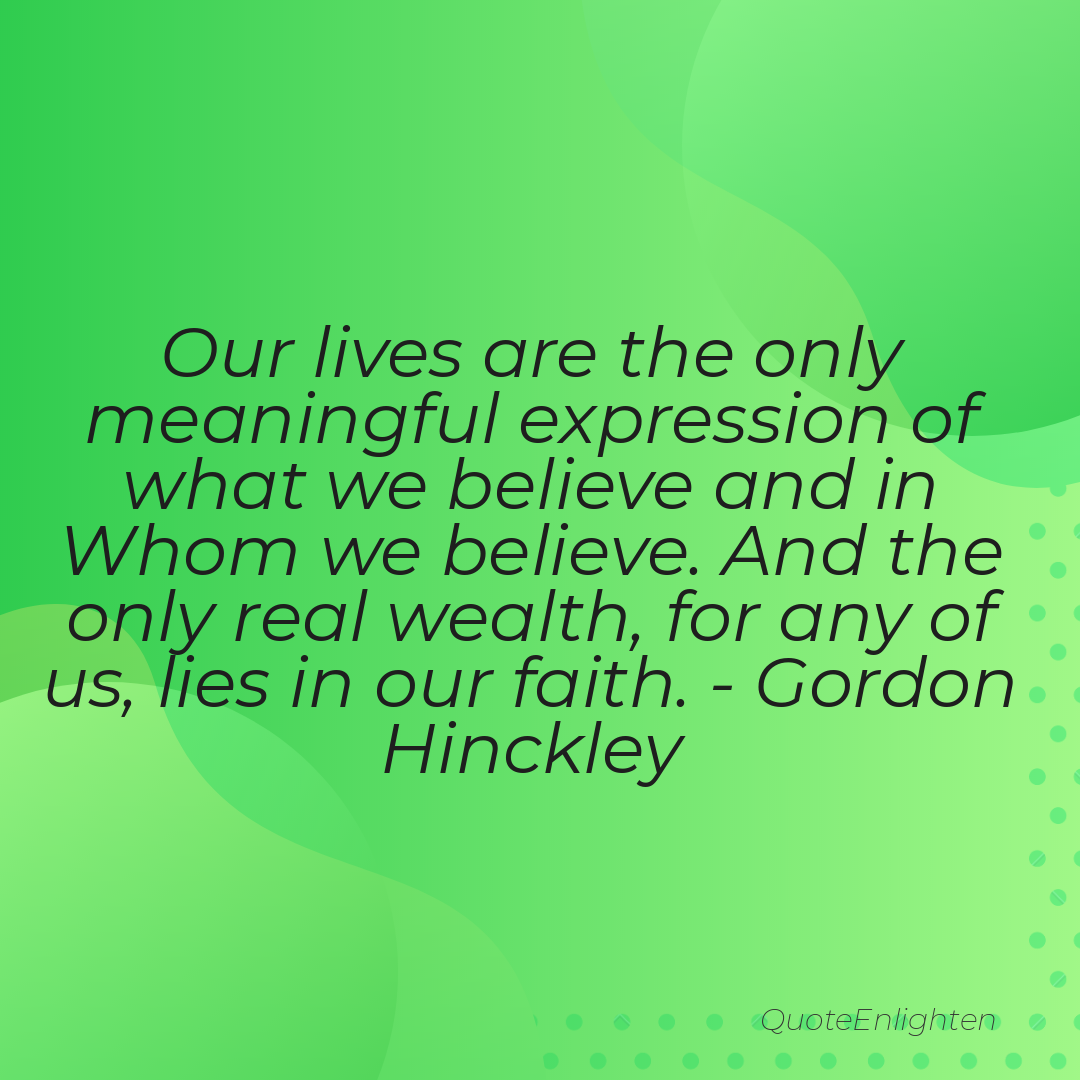 Our lives are the only
meaningful expression of
what we believe and in
Whom we believe. And the
only real wealth, for any of
us, lies in our faith. - Gordon
Hinckley
QuoteEnlighten